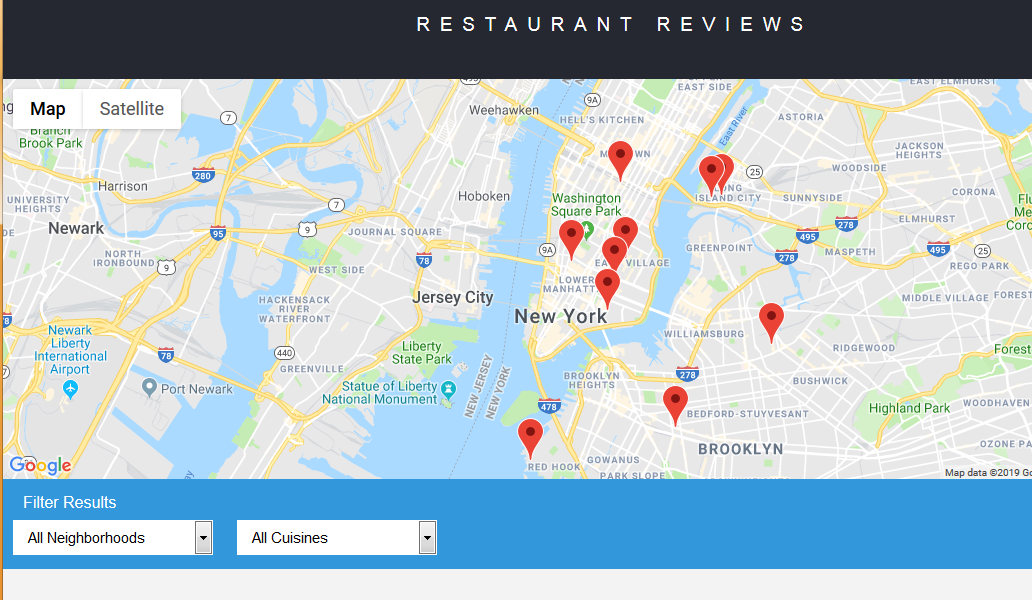 RESTAURANT REVIEWS
Map
Satellite
EAST SIDE
EAST ELMHURST
Weehawken
9A
HELL'S KITCHEN
East River
ASTORIA
7
Branch
Brook Park
JACKSON
HEIGHTS
WOODSIDE
280
Harrison
25
CORONA
Hoboken
LONG
ISLAND CITY
SUNNYSIDE
UNIVERSITY
HEIGHTS
7
Washington
Square Park
ELMHURST
Newark
9
95
JOURNAL SQUARE
278
495
GREENPOINT
9A
495
25
MASPETH
278
NORTH
IRONBOUND
9
78
EAST VILLAGE
REGO PARK
WEST SIDE
LOWER
MANHATTAN
Jersey City
HACKENSACK
RIVER
WATERFRONT
MIDDLE VILLAGE
FOREST
New York
Newark
Liberty
International
Airport
WILLIAMSBURG
RIDGEWOOD
Forest
78
440
Liberty
State Park
GREENVILLE
278
BUSHWICK
BROOKLYN
HEIGHTS
Port Newark
Statue of Liberty
National Monument
NEW JERSEY
NEW YORK
478
Highland Park
WOODHAVEN
BEDFORD-STUYVESANT
BROOKLYN
OZONE PA
GOWANUS
RED HOOK
PARK SLOPE
Google
Map data ©2019 Go
Filter Results
All Neighborhoods
All Cuisines